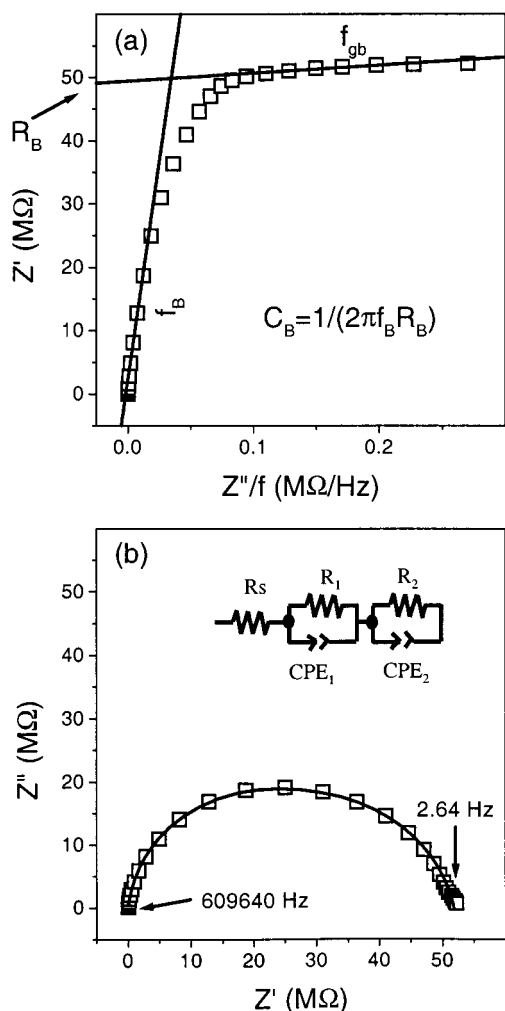 (a)
f_gb
50
R_B
40
30
Z' (MΩ)
20
f_B
10
C_B=1/(2πf_BR_B)
0
0.0 0.1 0.2
Z''/f (MΩ/Hz)
(b)
50
Rs R_1 R_2
40
CPE_1 CPE_2
30
Z'' (MΩ)
20
2.64 Hz
10
609640 Hz
0
0 10 20 30 40 50
Z' (MΩ)